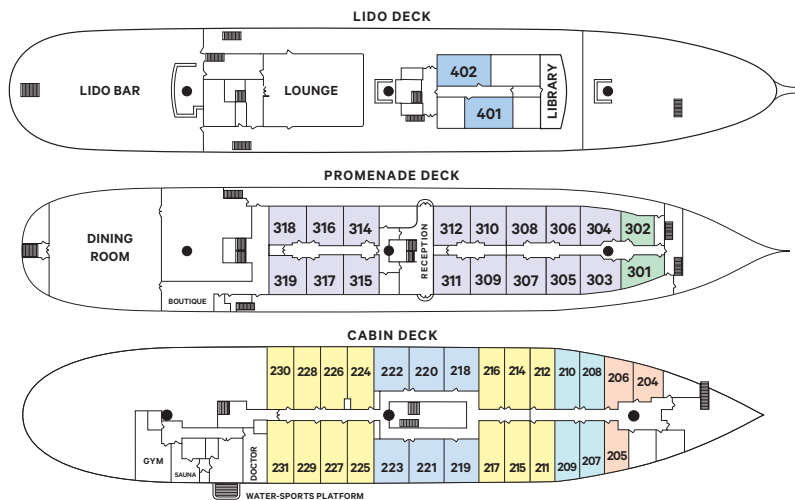 LIDO DECK
LIDO BAR
LOUNGE
402
401
LIBRARY
PROMENADE DECK
DINING
ROOM
BOUTIQUE
318 316 314
319 317 315
RECEPTION
312 310 308 306 304 302
311 309 307 305 303 301
CABIN DECK
230 228 226 224 222 220 218 216 214 212 210 208 206 204
GYM
SAUNA
DOCTOR
231 229 227 225 223 221 219 217 215 211 209 207 205
WATER-SPORTS PLATFORM